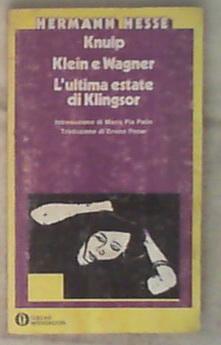 HERMANN HESSE
Knulp
Klein e Wagner
L'ultima estate
di Klingsor
Introduzione di Maria Pia
Traduzione di Ervino Pocar
OSCAR
MONDADORI